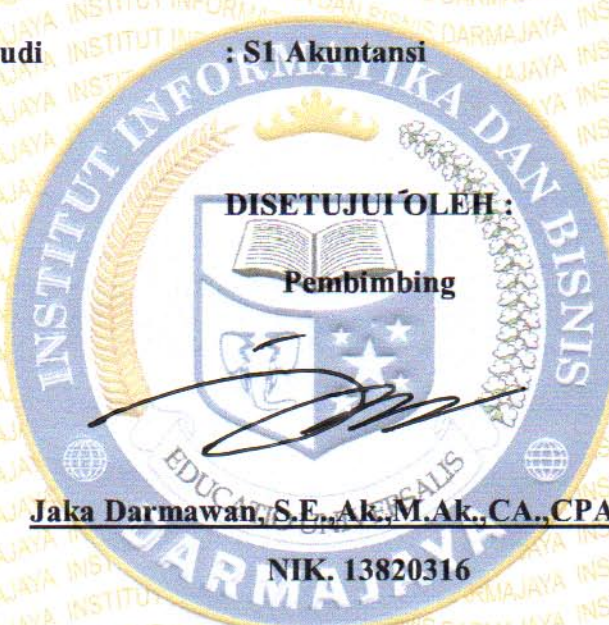 udi : S1 Akuntansi
INSTITUT INFORMATIKA DAN BISNIS
DISETUJUI OLEH :
Pembimbing
EDUCATIO UNIVERSALIS
Jaka Darmawan, S.E.,Ak.,M.Ak.,CA.,CPA
DARMAJAYA
NIK. 13820316